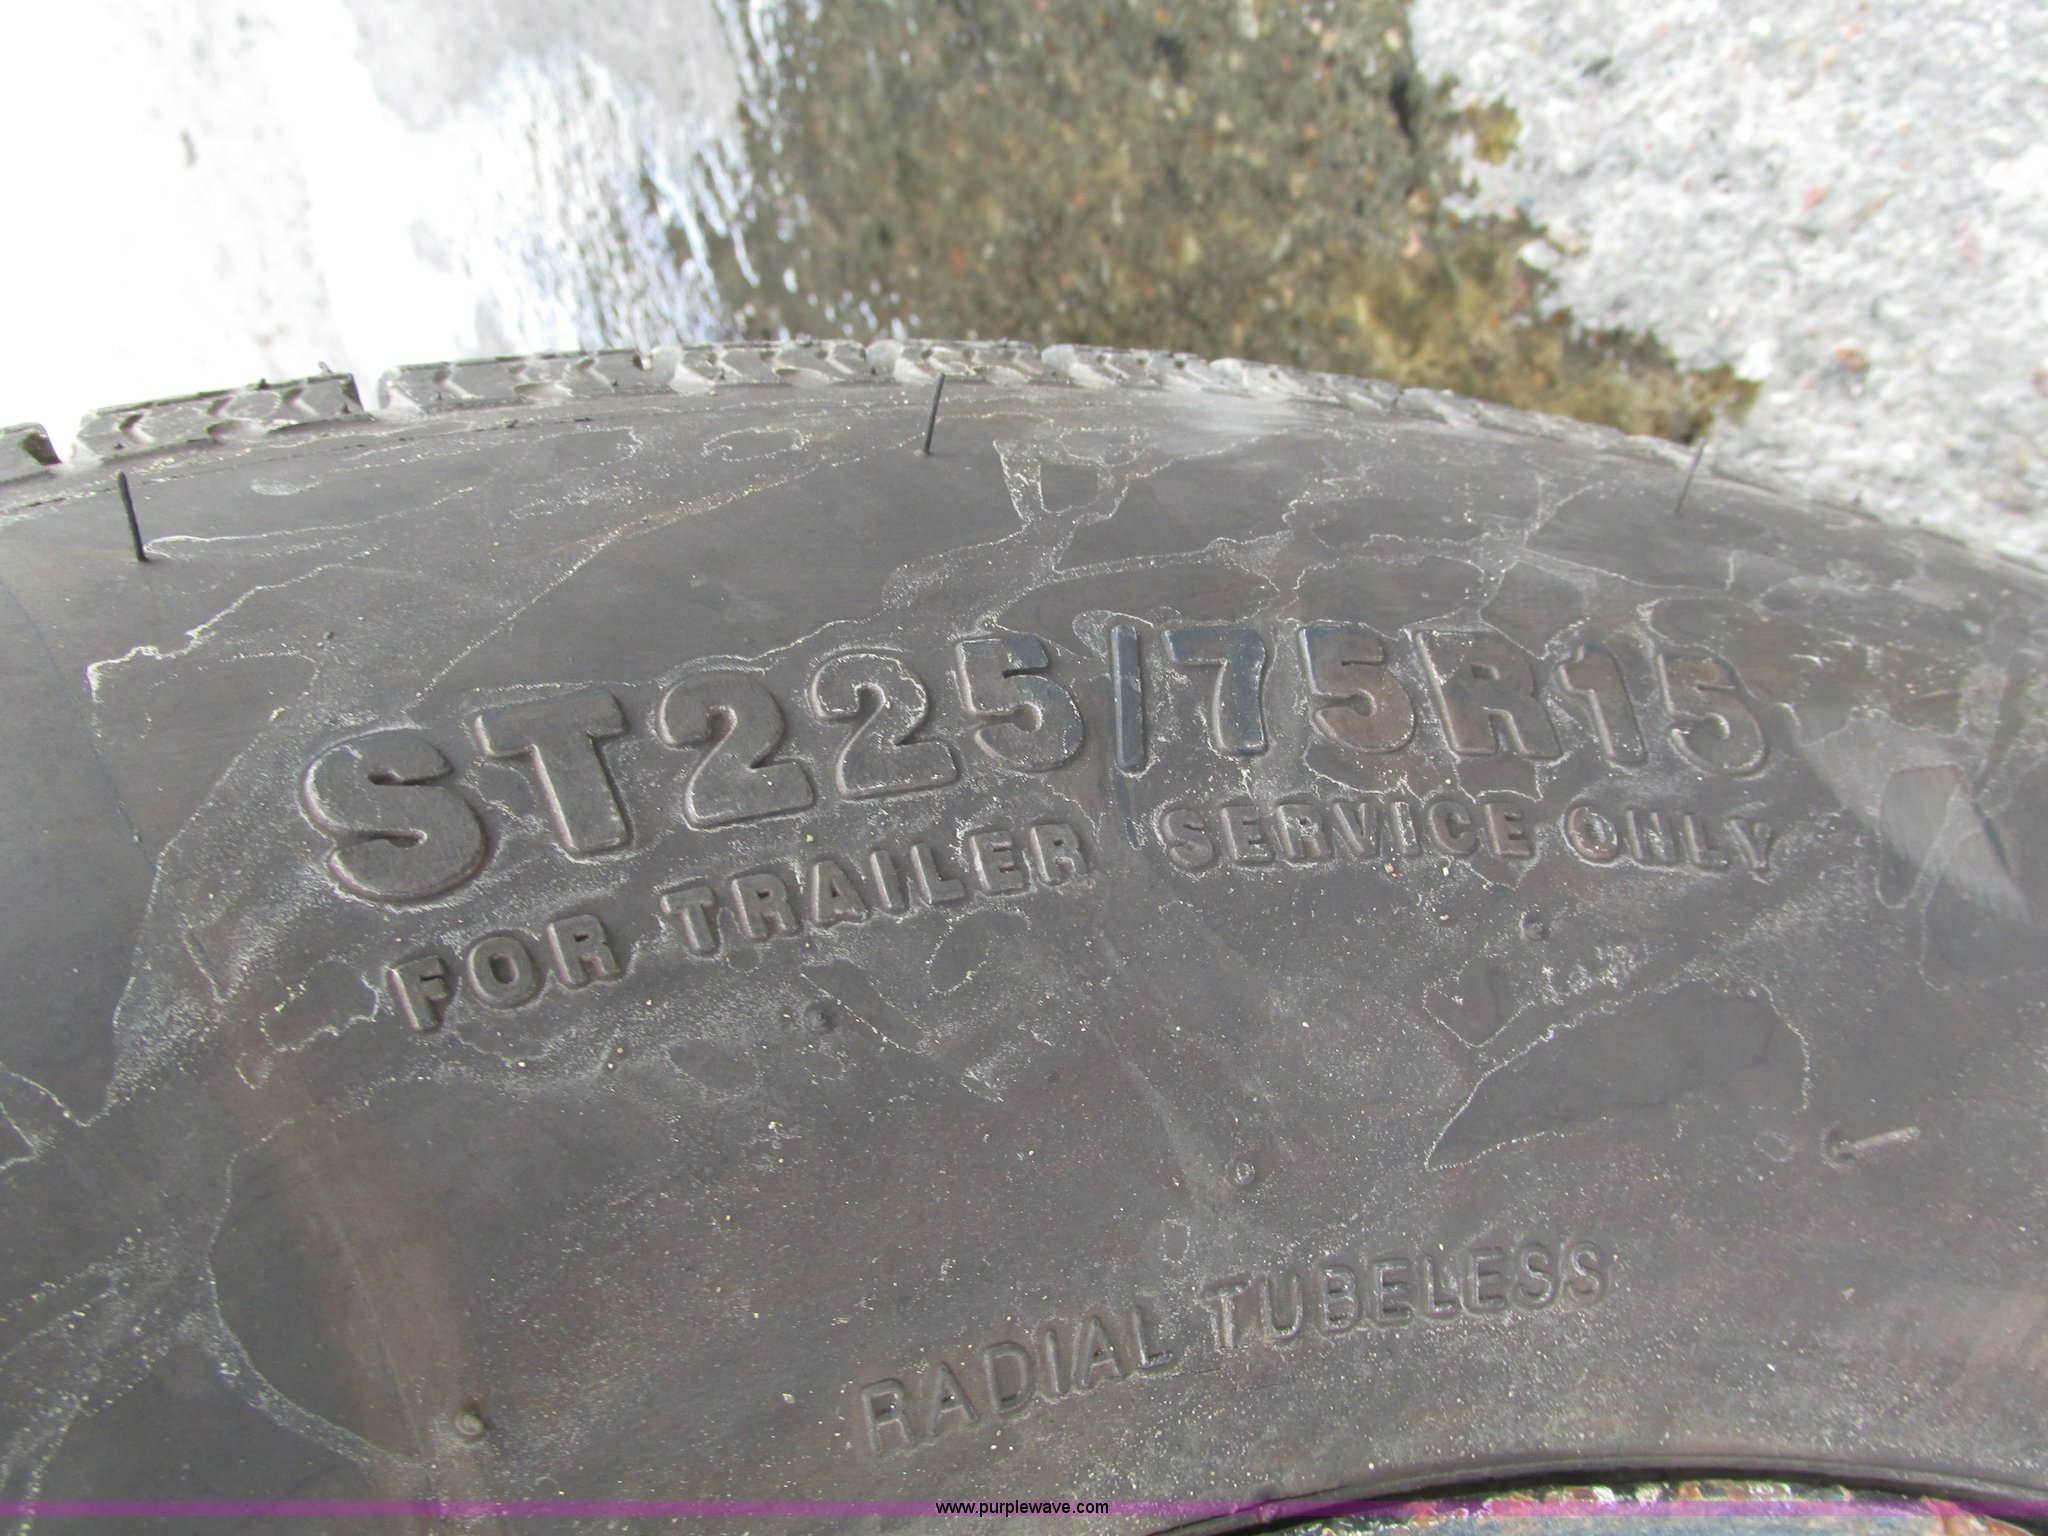 ST225/75R15
FOR TRAILER SERVICE ONLY
RADIAL TUBELESS
www.purplewave.com